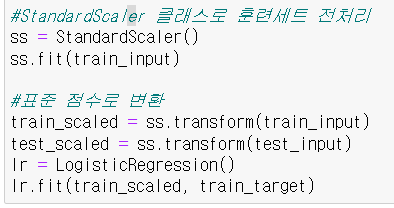 #StandardScaler 클래스로 훈련세트 전처리
ss = StandardScaler()
ss.fit(train_input)
#표준 점수로 변환
train_scaled = ss.transform(train_input)
test_scaled = ss.transform(test_input)
lr = LogisticRegression()
lr.fit(train_scaled, train_target)